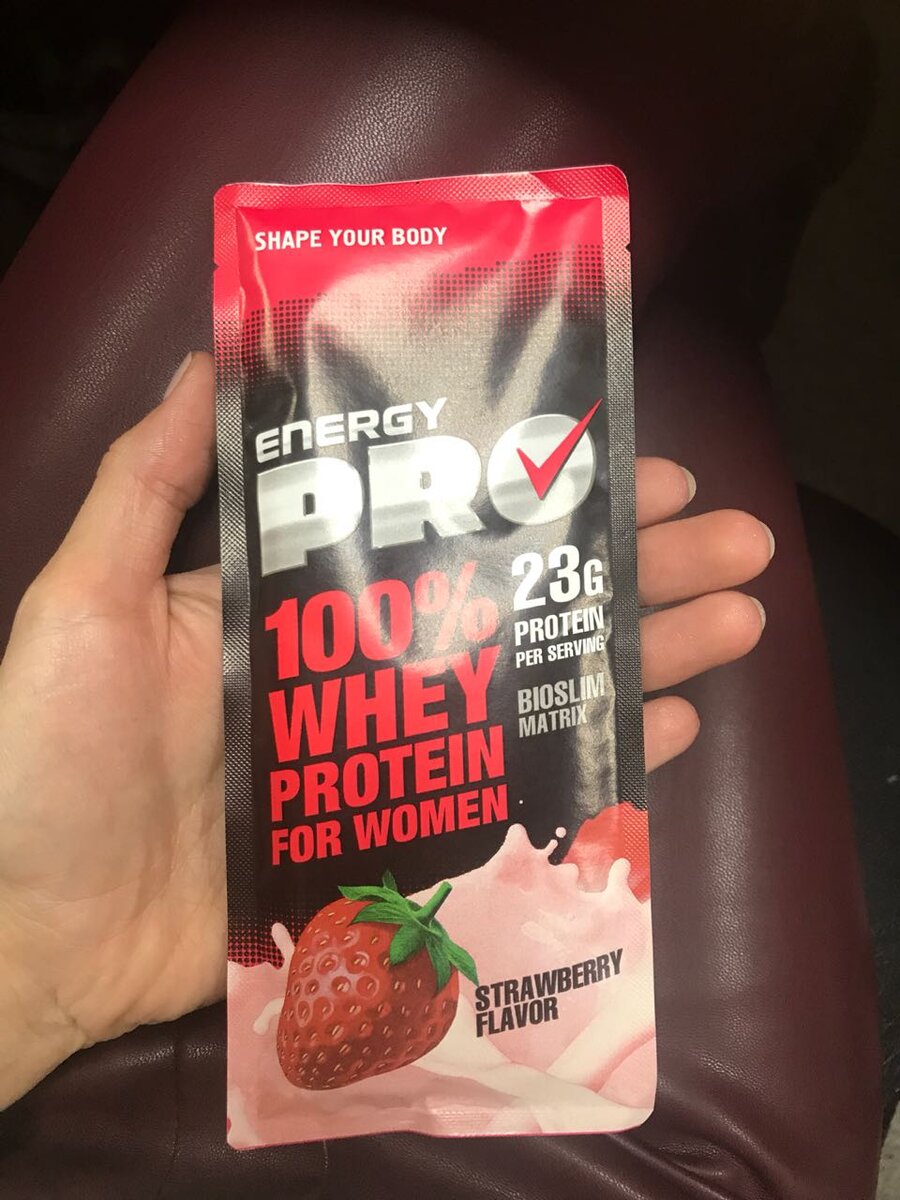 SHAPE YOUR BODY
ENERGY
PRO
100%
WHEY
PROTEIN
FOR WOMEN
23G
PROTEIN
PER SERVING
BIOSLIM
MATRIX
STRAWBERRY
FLAVOR